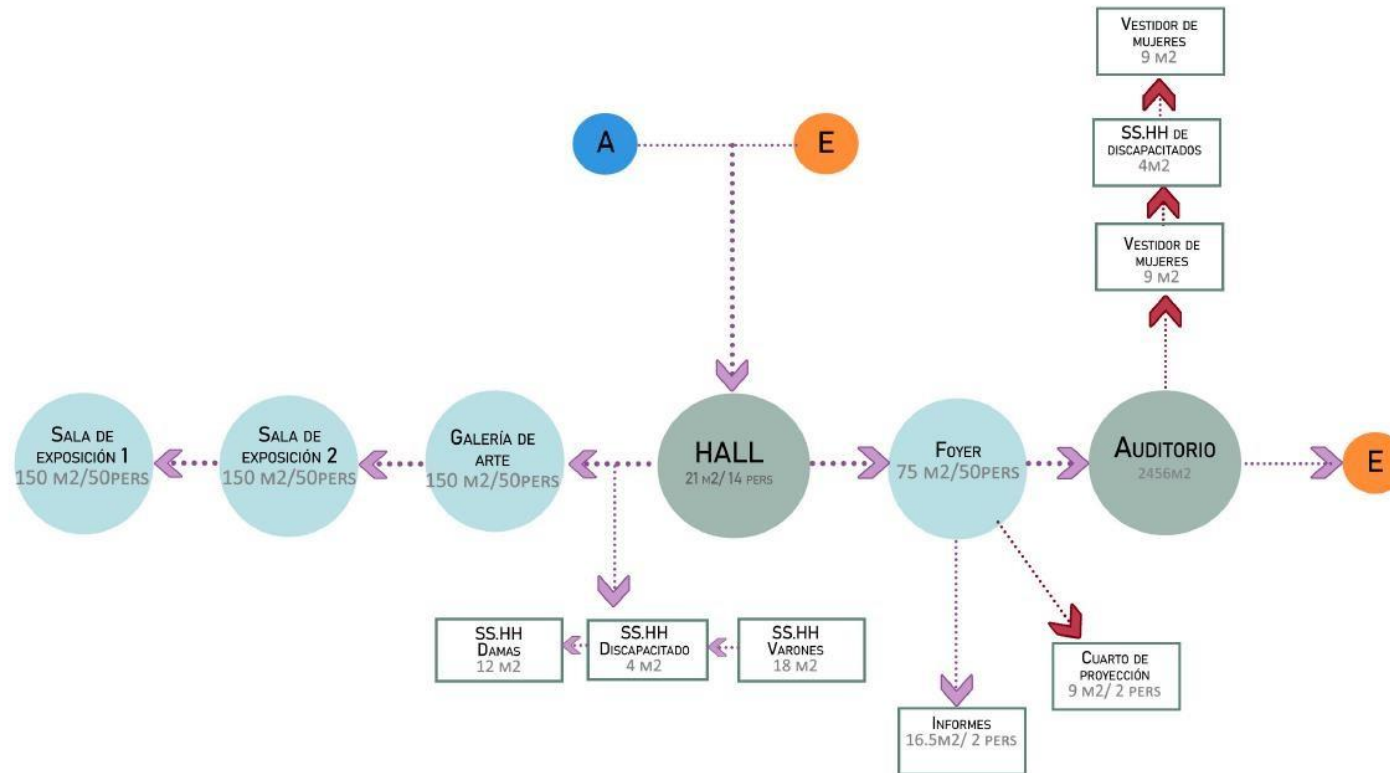 Vestidor de
mujeres
9 m2
SS.HH de
discapacitados
4m2
Vestidor de
mujeres
9 m2
A
E
Sala de
exposición 1
150 m2/50pers
Sala de
exposición 2
150 m2/50pers
Galería de
arte
150 m2/50pers
HALL
21 m2/ 14 pers
Foyer
75 m2/50pers
Auditorio
2456m2
E
SS.HH
Damas
12 m2
SS.HH
Discapacitado
4 m2
SS.HH
Varones
18 m2
Cuarto de
proyección
9 m2/ 2 pers
Informes
16.5m2/ 2 pers